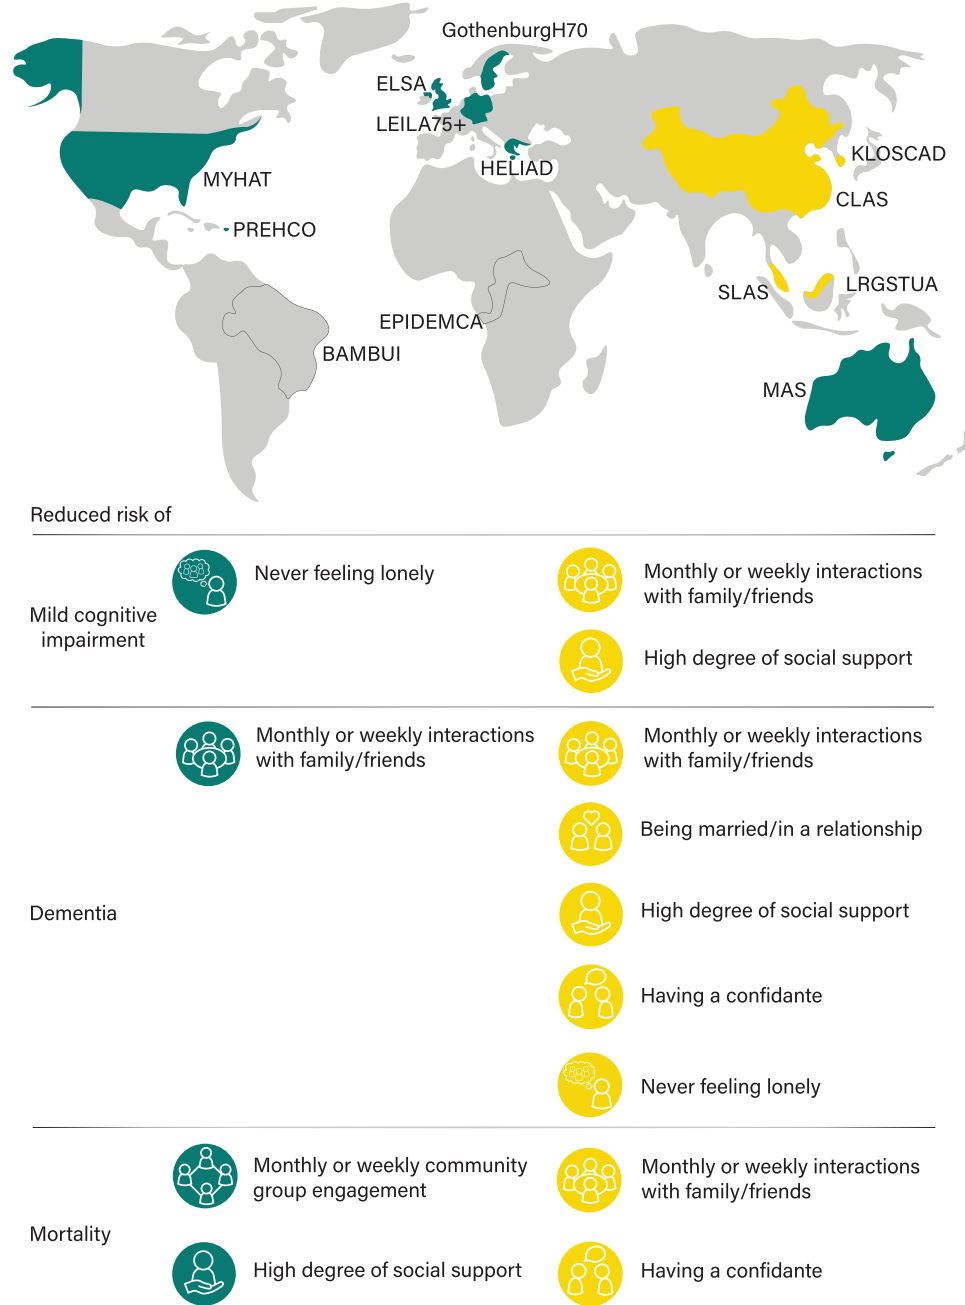 GothenburgH70
ELSA
LEILA75+
HELIAD
MYHAT
PREHCO
KLOSCAD
CLAS
SLAS
LRGSTUA
EPIDEMCA
BAMBUI
MAS
Reduced risk of
Mild cognitive
impairment
Never feeling lonely
Monthly or weekly interactions
with family/friends
High degree of social support
Dementia
Monthly or weekly interactions
with family/friends
Monthly or weekly interactions
with family/friends
Being married/in a relationship
High degree of social support
Having a confidante
Never feeling lonely
Mortality
Monthly or weekly community
group engagement
High degree of social support
Monthly or weekly interactions
with family/friends
Having a confidante